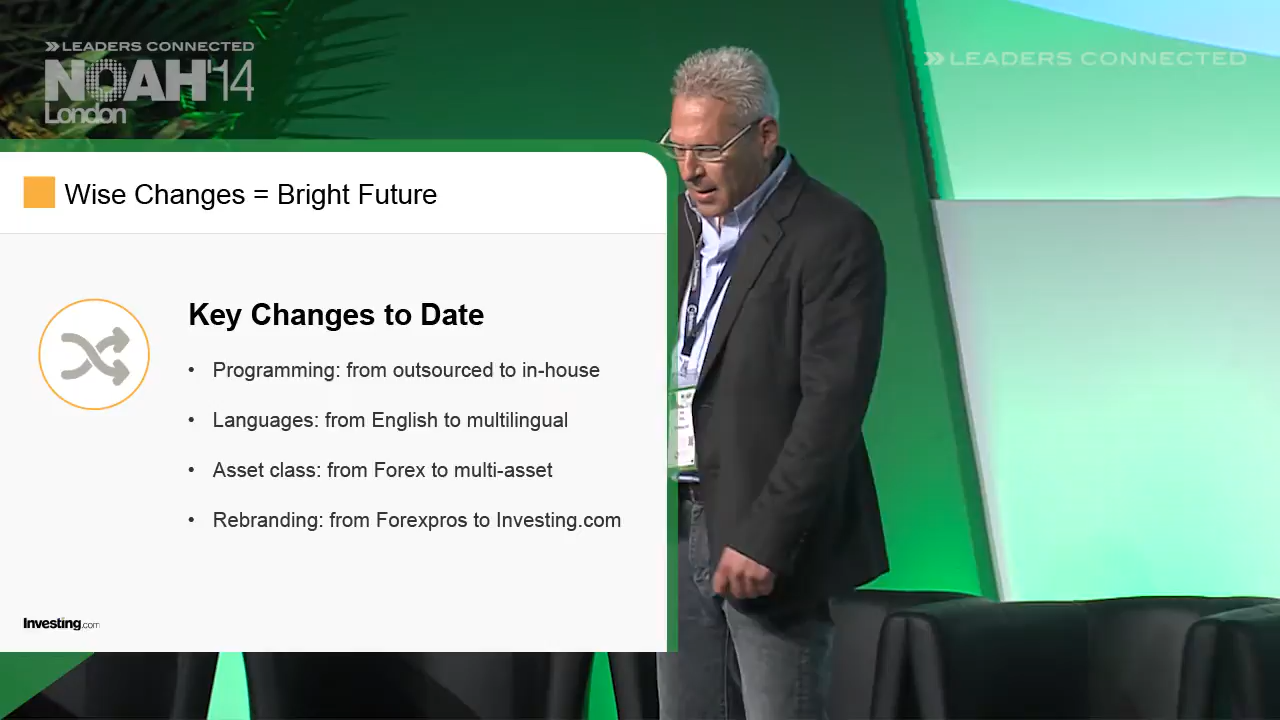 LEADERS CONNECTED
NOAH'14
London
LEADERS CONNECTED
Wise Changes = Bright Future
Key Changes to Date
• Programming: from outsourced to in-house
• Languages: from English to multilingual
• Asset class: from Forex to multi-asset
• Rebranding: from Forexpros to Investing.com
Investing.com